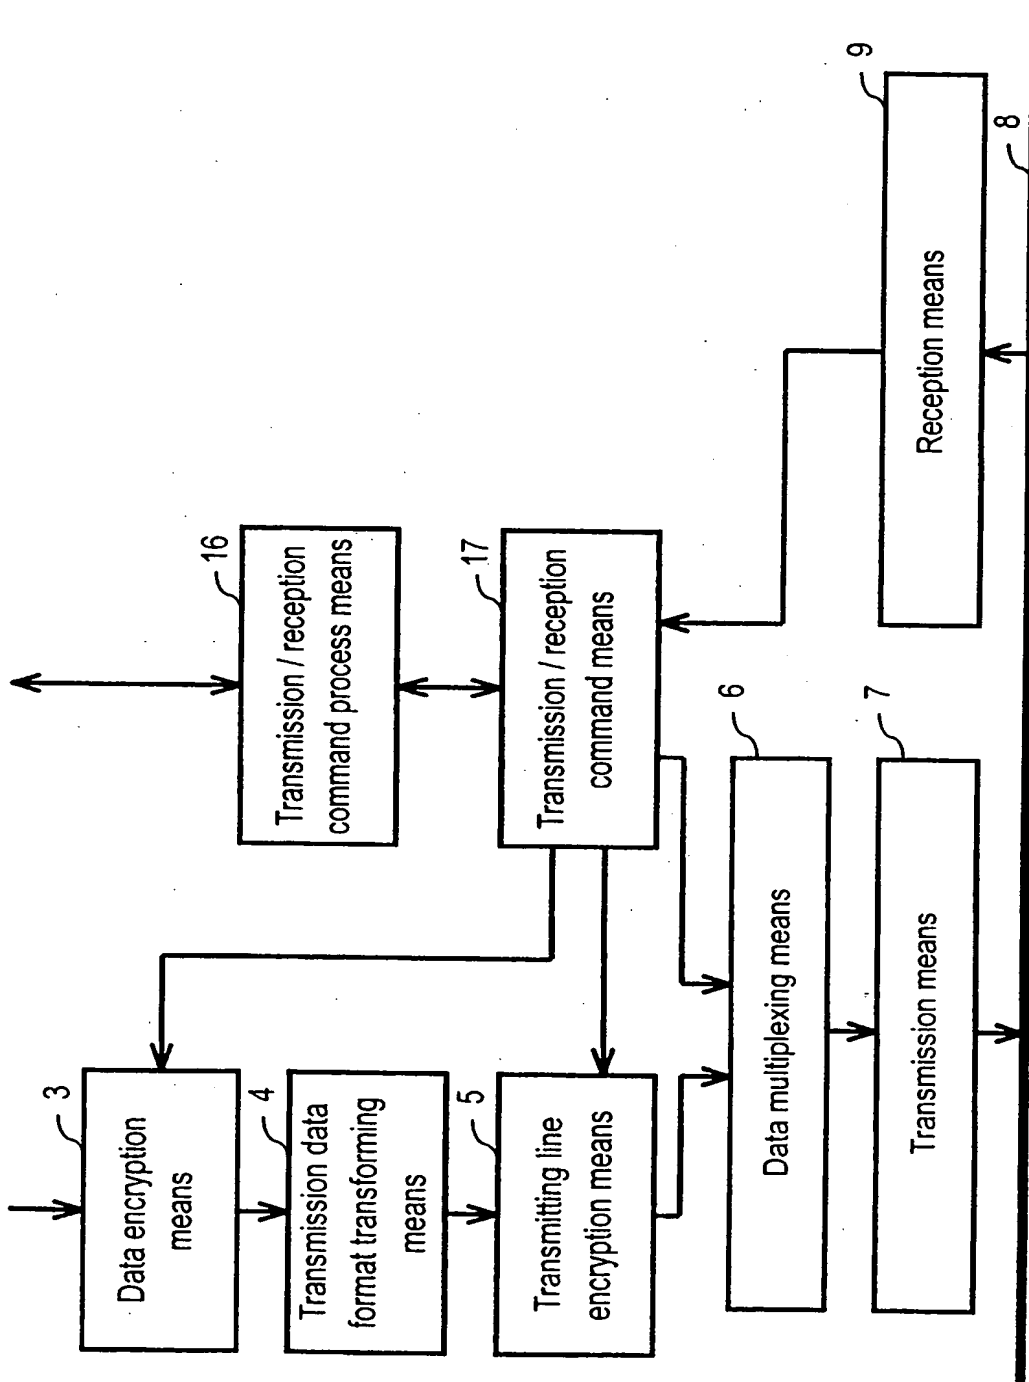 3
Data encryption
means
4
Transmission data
format transforming
means
5
Transmitting line
encryption means
16
Transmission / reception
command process means
17
Transmission / reception
command means
6
Data multiplexing means
7
Transmission means
9
Reception means
8